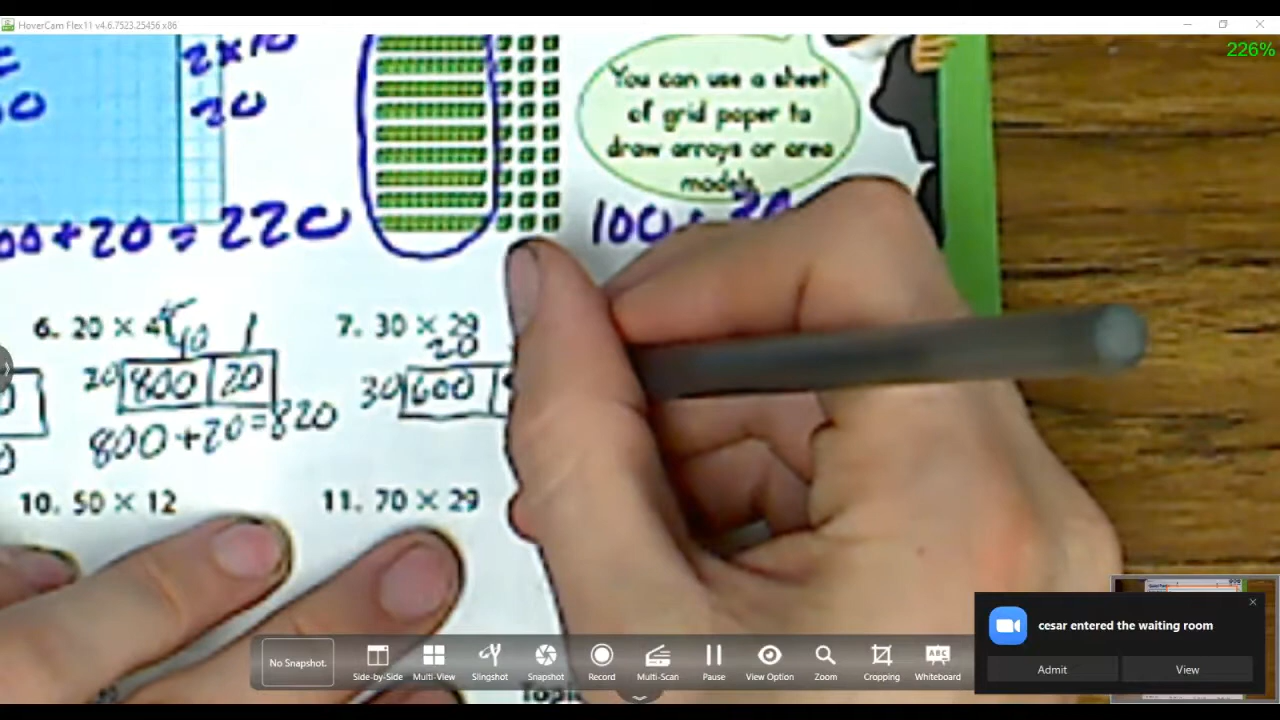 HoverCam Flex11 v4.6.7523.25456 x86
226%
2x10
20
00+20 = 220
You can use a sheet
of grid paper to
draw arrays or area
models.
100 + 30
6. 20 × 41
40 1
20 800 20
800+20=820
7. 30 × 29
20
30 600
10. 50 × 12
11. 70 × 29
cesar entered the waiting room
Admit
View
No Snapshot.
Side-by-Side
Multi-View
Slingshot
Snapshot
Record
Multi-Scan
Pause
View Option
Zoom
Cropping
ABC
Whiteboard